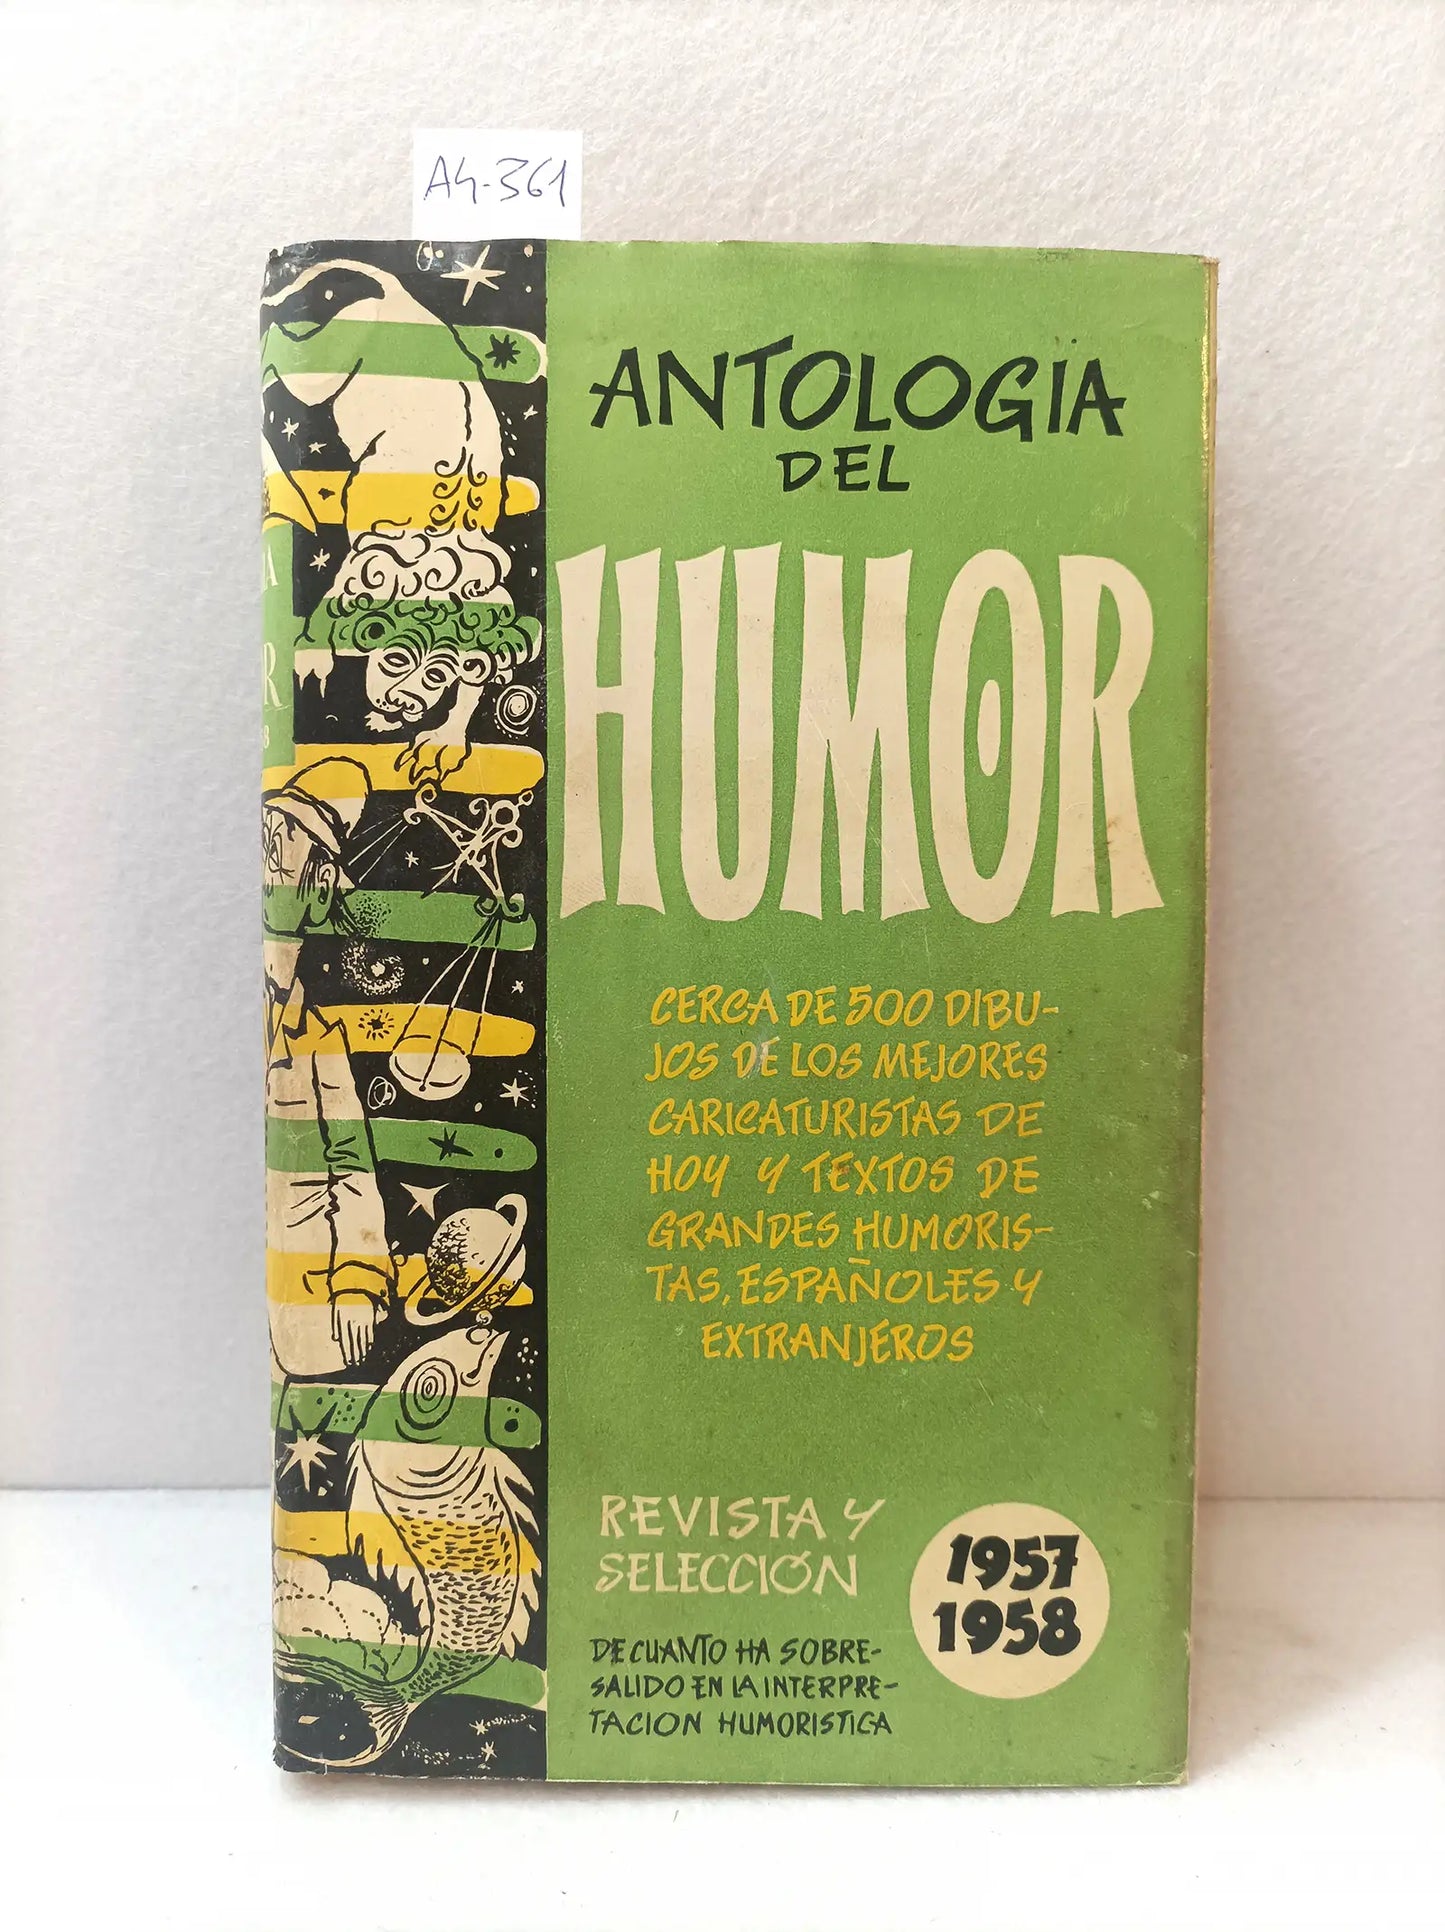 A4-361
ANTOLOGIA
DEL
HUMOR
CERCA DE 500 DIBU-
JOS DE LOS MEJORES
CARICATURISTAS DE
HOY Y TEXTOS DE
GRANDES HUMORIS-
TAS, ESPAÑOLES Y
EXTRANJEROS
REVISTA Y
SELECCIÓN
1957
1958
DE CUANTO HA SOBRE-
SALIDO EN LA INTERPRE-
TACION HUMORISTICA